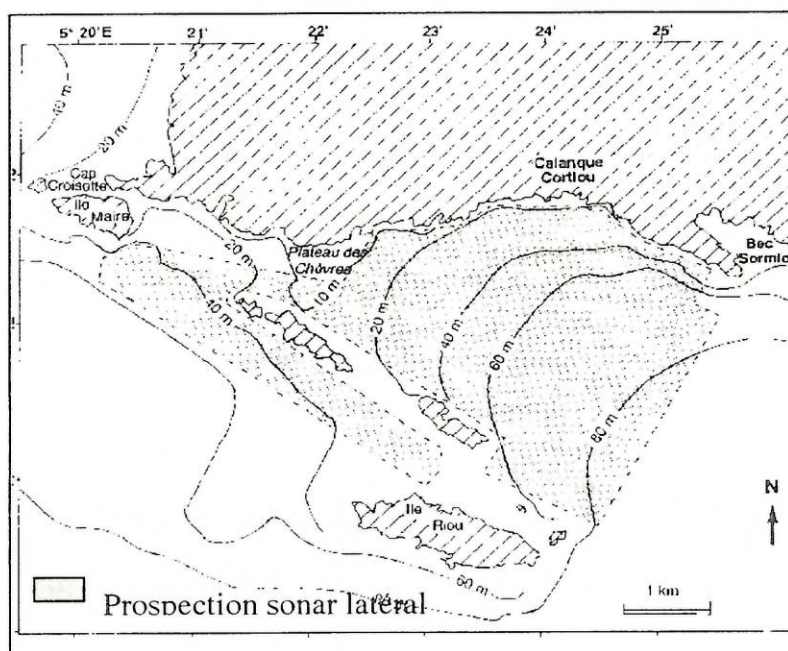 5° 20'E 21' 22' 23' 24' 25'
40 m
20 m
Cap
Croisette
Ile
Maire
Calanque
Cortiou
Plateau des
Chèvres
Bec
Sormiou
20 m
10 m
40 m
20 m
40 m
60 m
80 m
Ile
Riou
N
60 m
1 km
Prospection sonar latéral